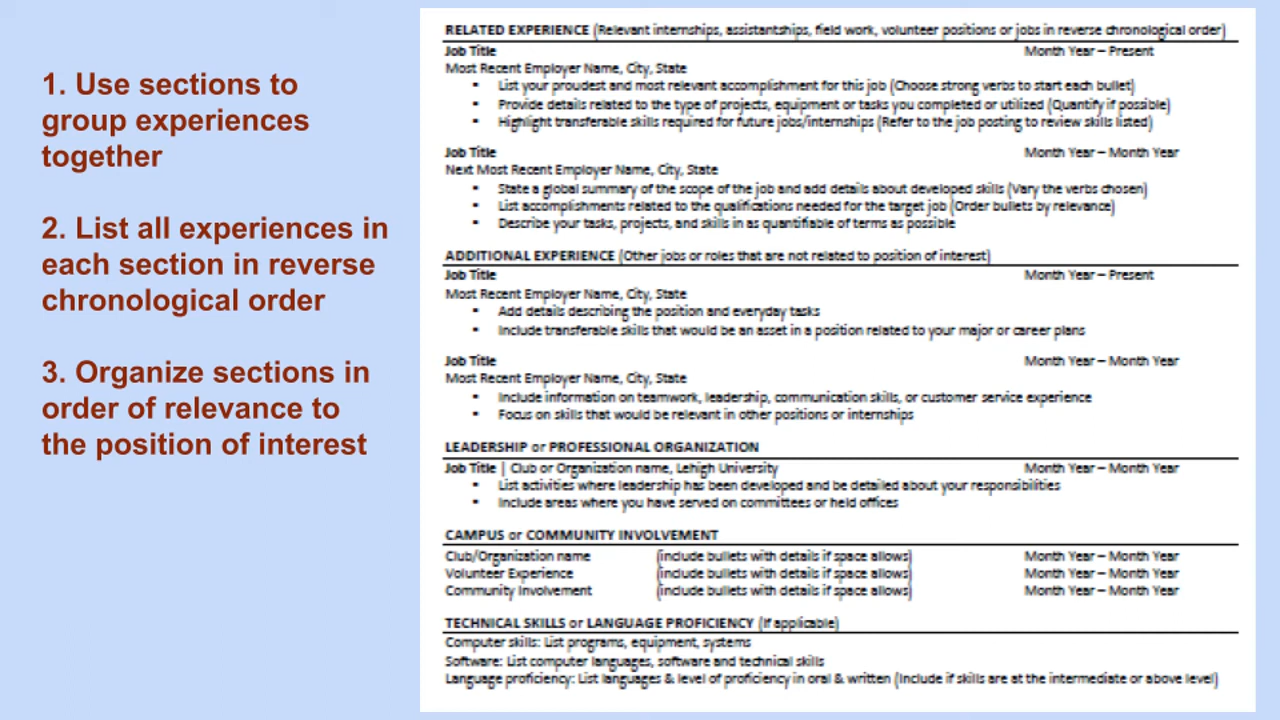 1. Use sections to
group experiences
together
2. List all experiences in
each section in reverse
chronological order
3. Organize sections in
order of relevance to
the position of interest
RELATED EXPERIENCE (Relevant internships, assistantships, field work, volunteer positions or jobs in reverse chronological order)
Job Title Month Year – Present
Most Recent Employer Name, City, State
▪ List your proudest and most relevant accomplishment for this job (Choose strong verbs to start each bullet)
▪ Provide details related to the type of projects, equipment or tasks you completed or utilized (Quantify if possible)
▪ Highlight transferable skills required for future jobs/internships (Refer to the job posting to review skills listed)
Job Title Month Year – Month Year
Next Most Recent Employer Name, City, State
▪ State a global summary of the scope of the job and add details about developed skills (Vary the verbs chosen)
▪ List accomplishments related to the qualifications needed for the target job (Order bullets by relevance)
▪ Describe your tasks, projects, and skills in as quantifiable of terms as possible
ADDITIONAL EXPERIENCE (Other jobs or roles that are not related to position of interest)
Job Title Month Year – Present
Most Recent Employer Name, City, State
▪ Add details describing the position and everyday tasks
▪ Include transferable skills that would be an asset in a position related to your major or career plans
Job Title Month Year – Month Year
Most Recent Employer Name, City, State
▪ Include information on teamwork, leadership, communication skills, or customer service experience
▪ Focus on skills that would be relevant in other positions or internships
LEADERSHIP or PROFESSIONAL ORGANIZATION
Job Title | Club or Organization name, Lehigh University Month Year – Month Year
▪ List activities where leadership has been developed and be detailed about your responsibilities
▪ Include areas where you have served on committees or held offices
CAMPUS or COMMUNITY INVOLVEMENT
Club/Organization name (include bullets with details if space allows) Month Year – Month Year
Volunteer Experience (include bullets with details if space allows) Month Year – Month Year
Community Involvement (include bullets with details if space allows) Month Year – Month Year
TECHNICAL SKILLS or LANGUAGE PROFICIENCY (If applicable)
Computer skills: List programs, equipment, systems
Software: List computer languages, software and technical skills
Language proficiency: List languages & level of proficiency in oral & written (Include if skills are at the intermediate or above level)